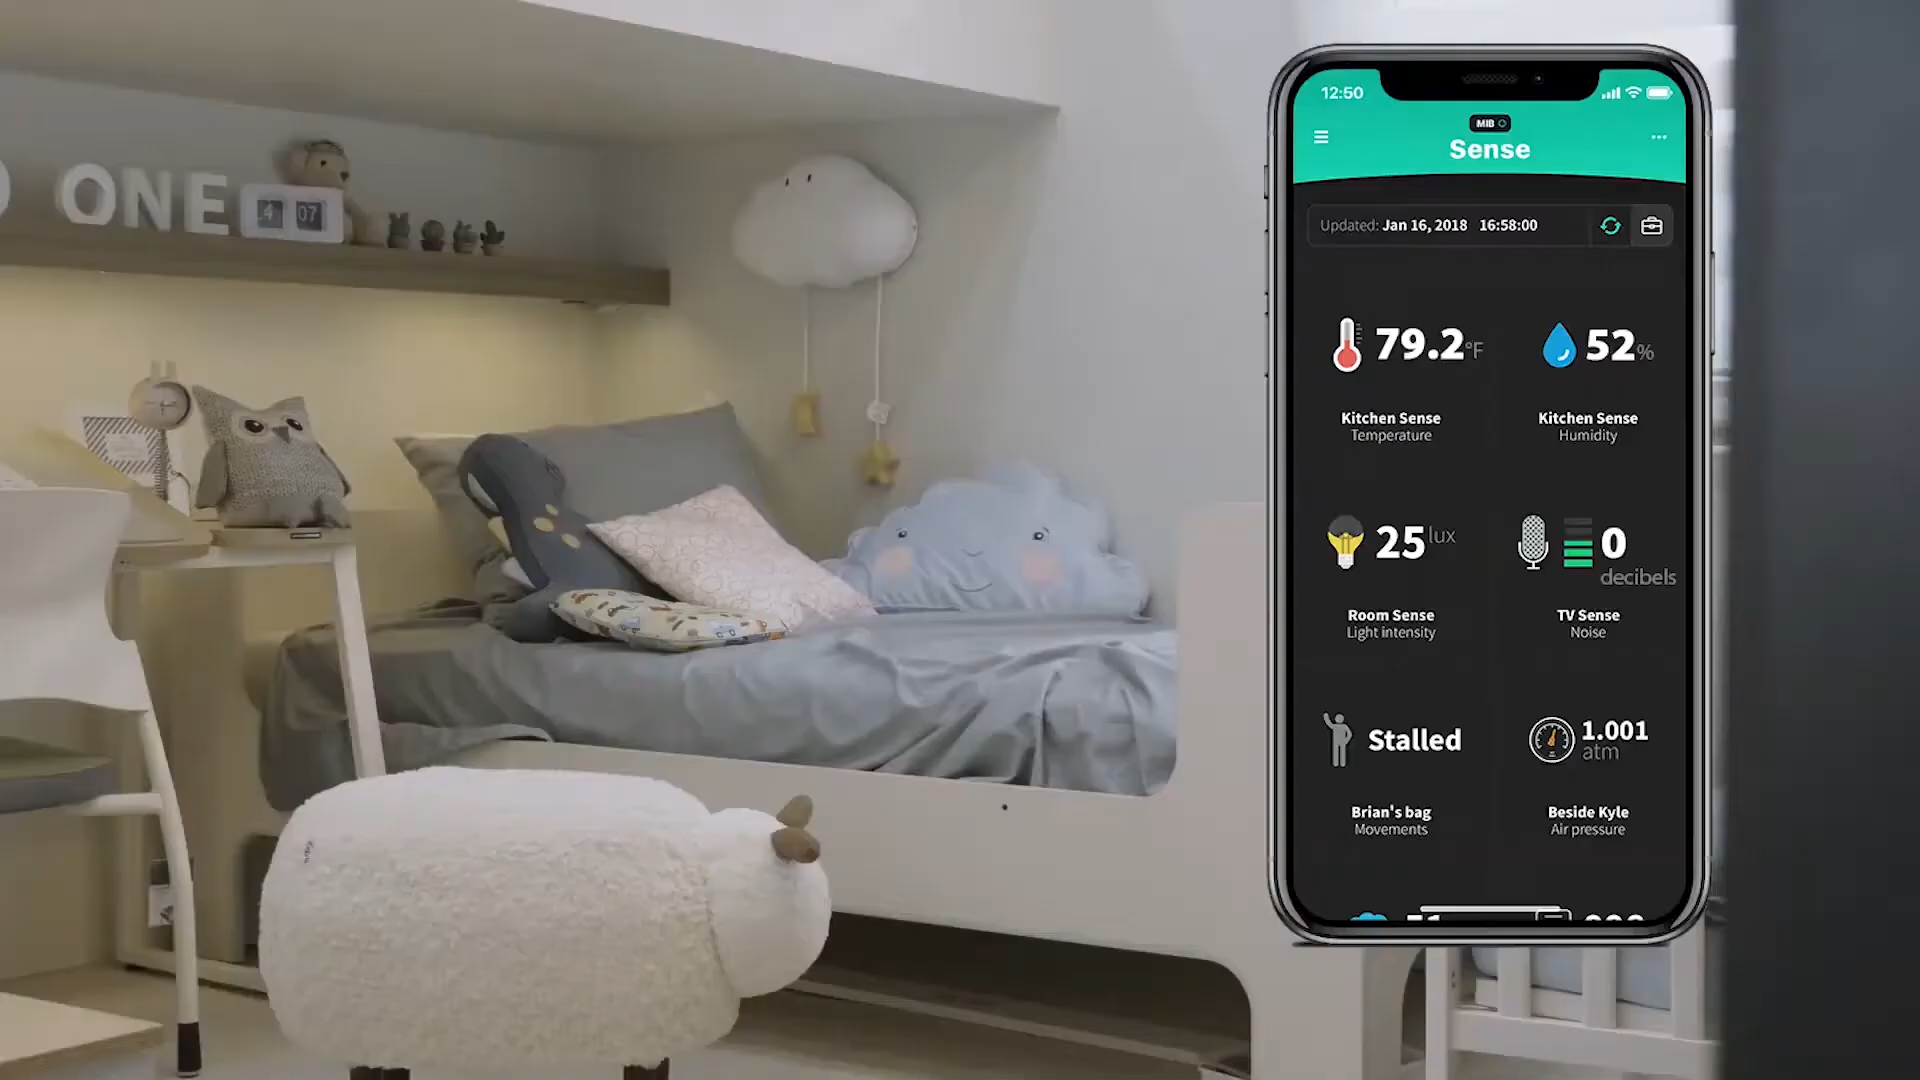 ONE
4 07
12:50
MIB
Sense
Updated: Jan 16, 2018 16:58:00
79.2°F
52%
Kitchen Sense
Temperature
Kitchen Sense
Humidity
25 lux
0
decibels
Room Sense
Light intensity
TV Sense
Noise
Stalled
1.001
atm
Brian's bag
Movements
Beside Kyle
Air pressure